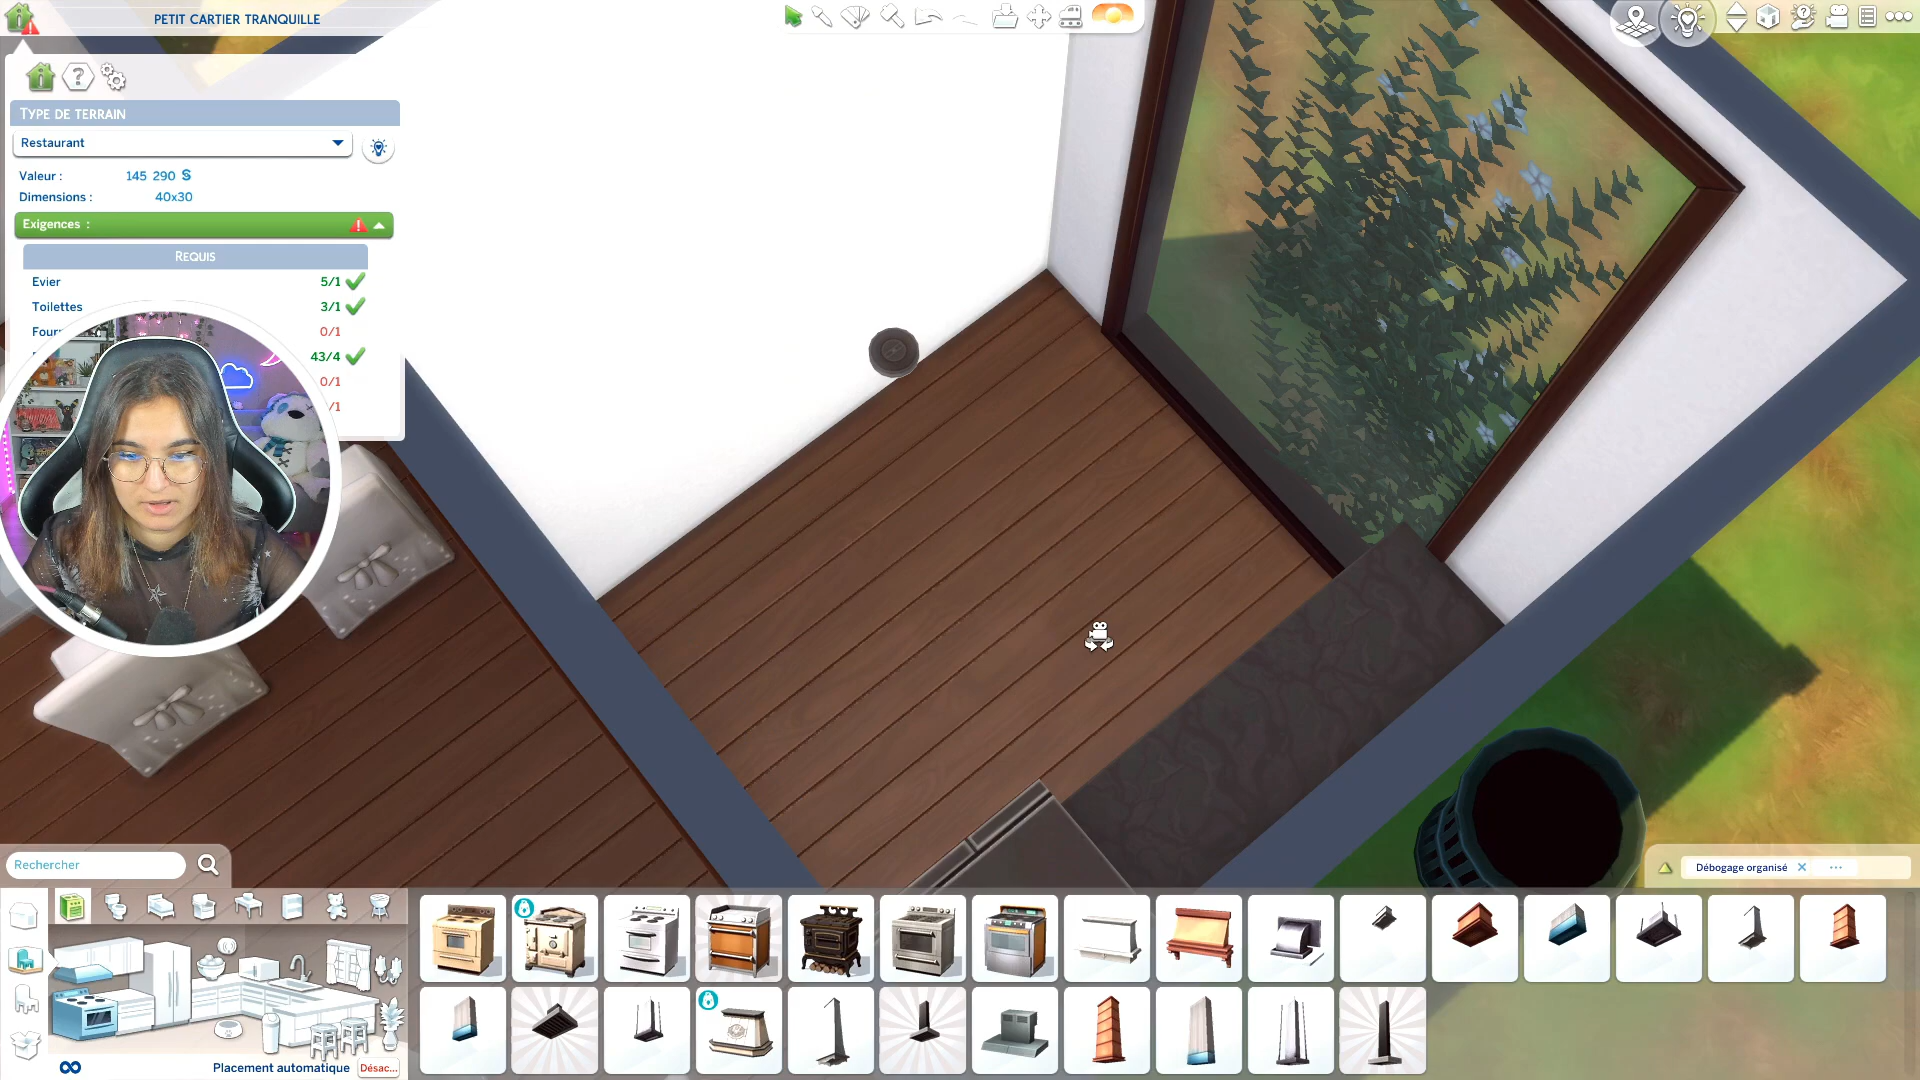 PETIT CARTIER TRANQUILLE
TYPE DE TERRAIN
Restaurant
Valeur : 145 290 $
Dimensions : 40x30
Exigences :
REQUIS
Evier 5/1
Toilettes 3/1
0/1
43/4
0/1
/1
Rechercher
Débogage organisé
Placement automatique Désac...